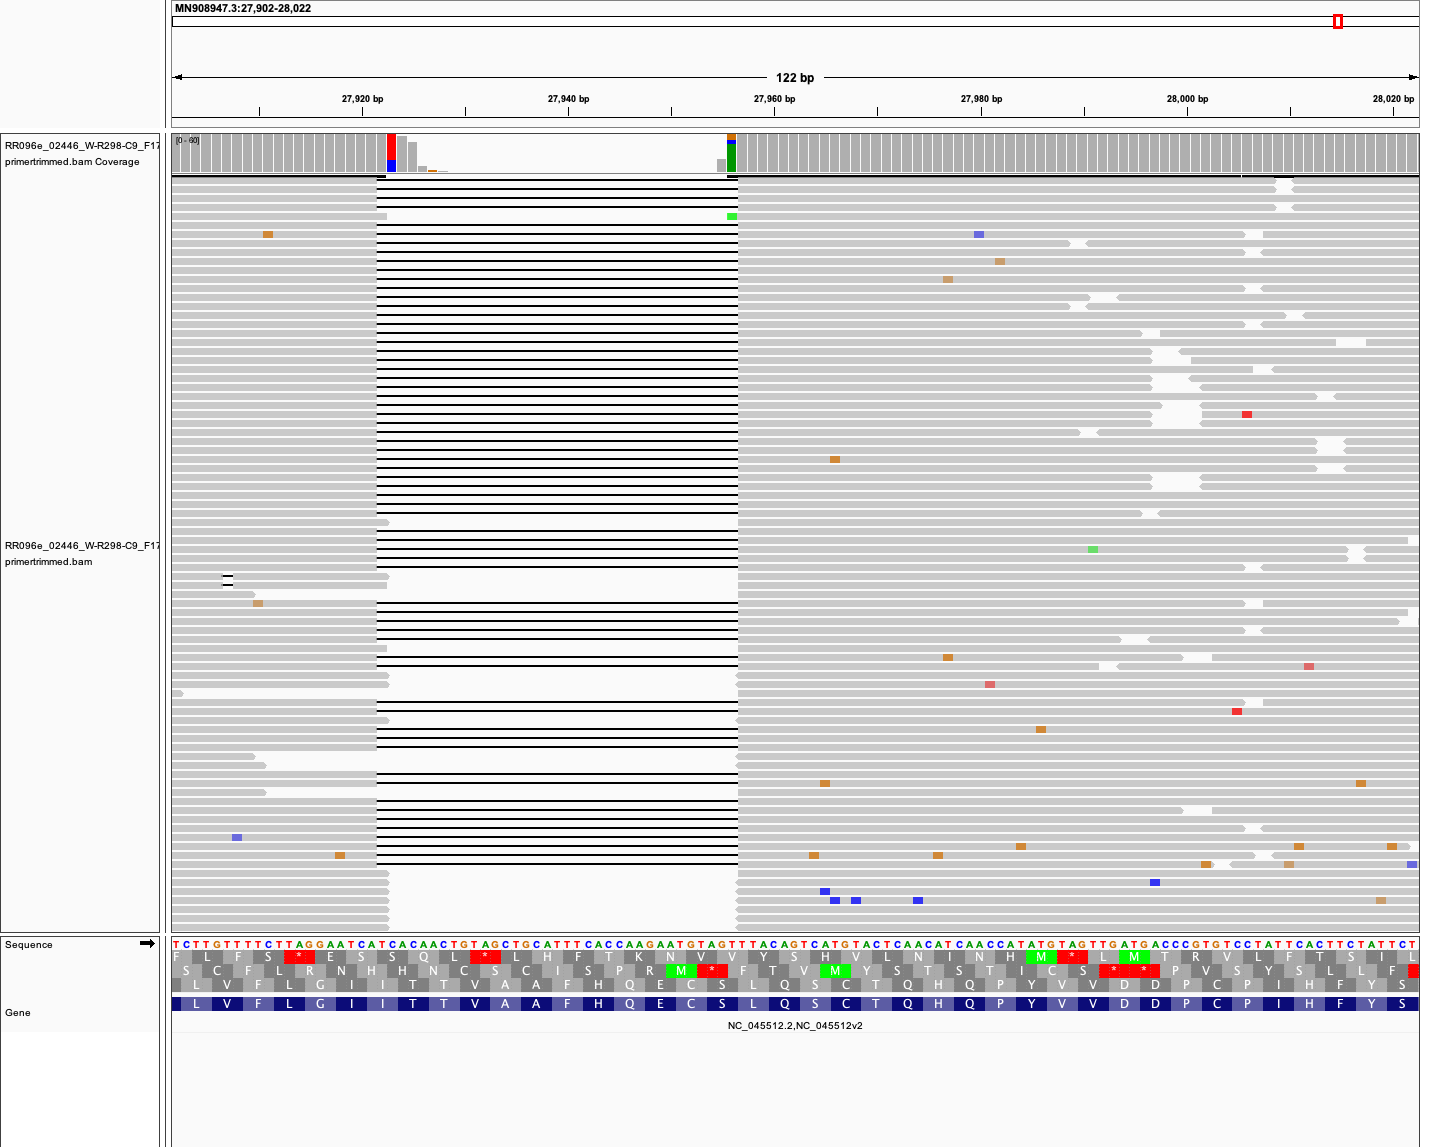 MN908947.3:27,902-28,022
122 bp
27,920 bp 27,940 bp 27,960 bp 27,980 bp 28,000 bp 28,020 bp
RR096e_02446_W-R298-C9_F17
primertrimmed.bam Coverage
[0 - 60]
RR096e_02446_W-R298-C9_F17
primertrimmed.bam
Sequence
TCTTGTTTTCTTAGGAATCATCACAACTGTAGCTGCATTTCACCAAGAATGTAGTTTACAGTCATGTACTCAACATCAACCATATGTAGTTGATGACCCGTGTCCTATTCACTTCTATTCT
F L F S * E S S Q L * L H F T K N V V Y S H V L N I N H M * L M T R V L F T S I L
S C F L R N H H N C S C I S P R M * F T V M Y S T S T I C S * * P V S Y S L L F
L V F L G I I T T V A A F H Q E C S L Q S C T Q H Q P Y V V D D P C P I H F Y S
Gene
L V F L G I I T T V A A F H Q E C S L Q S C T Q H Q P Y V V D D P C P I H F Y S
NC_045512.2,NC_045512v2